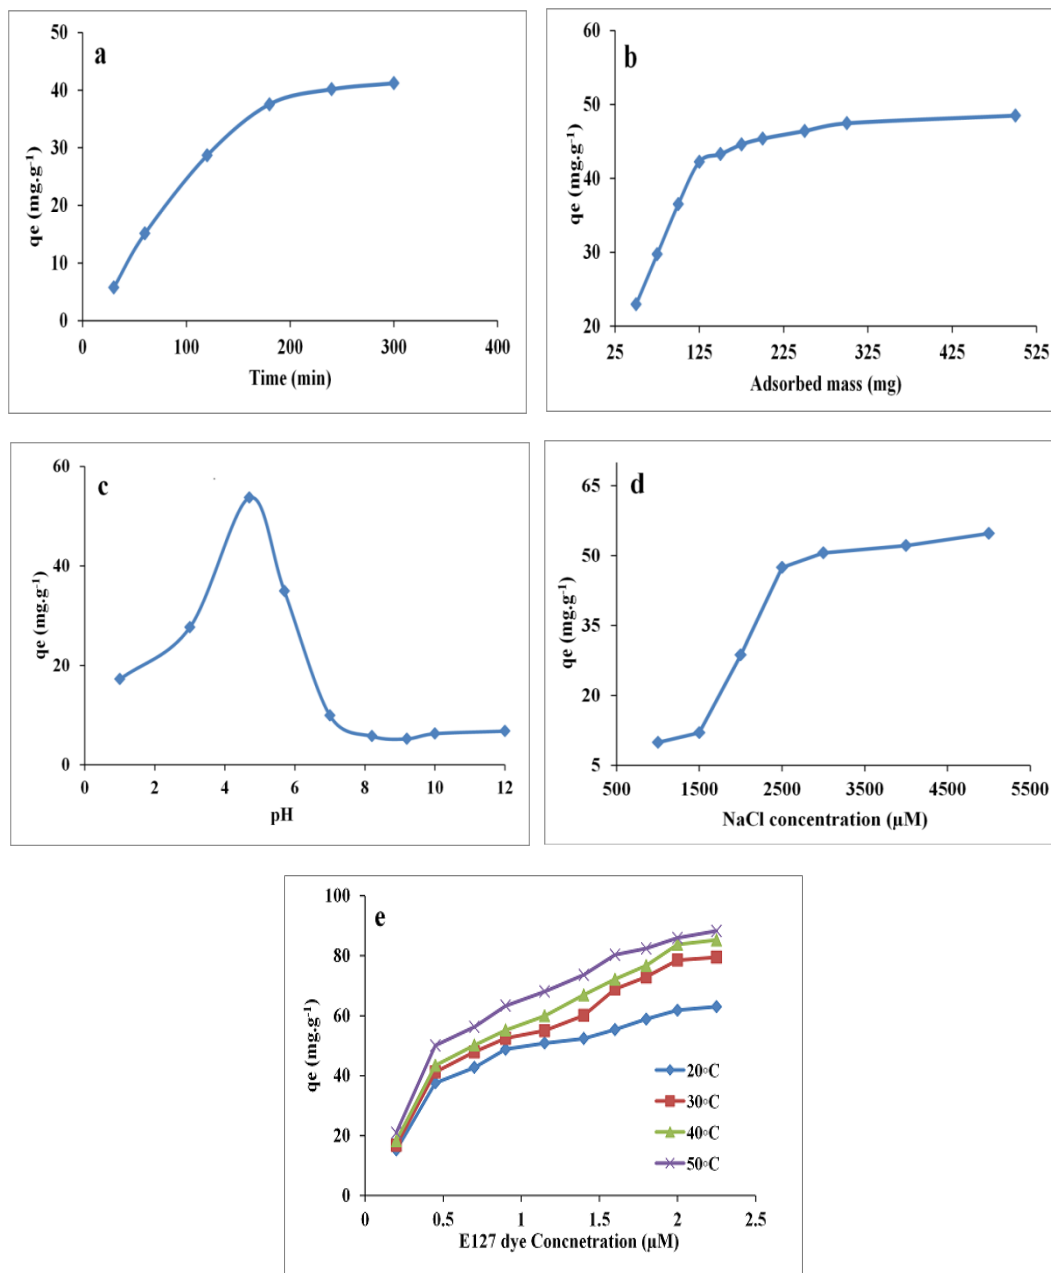 a
50
40
30
20
10
0
0 100 200 300 400
qe (mg.g⁻¹)
Time (min)
b
60
50
40
30
20
25 125 225 325 425 525
qe (mg.g⁻¹)
Adsorbed mass (mg)
c
60
40
20
0
0 2 4 6 8 10 12
qe (mg.g⁻¹)
pH
d
65
50
35
20
5
500 1500 2500 3500 4500 5500
qe (mg.g⁻¹)
NaCl concentration (µM)
e
100
80
60
40
20
0
0 0.5 1 1.5 2 2.5
qe (mg.g⁻¹)
E127 dye Concnetration (µM)
20◦C
30◦C
40◦C
50◦C